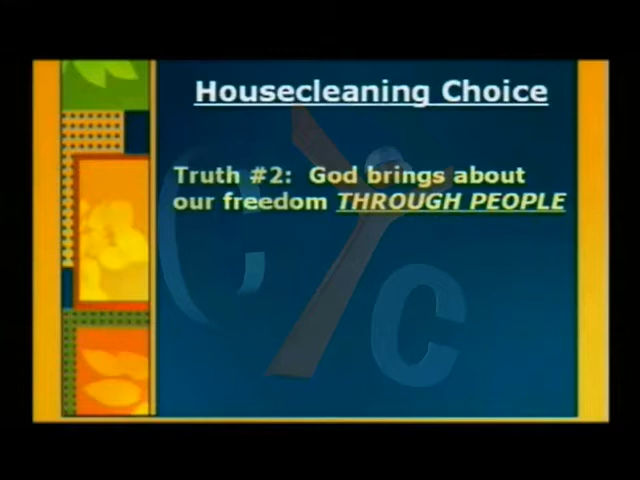 Housecleaning Choice
Truth #2: God brings about
our freedom THROUGH PEOPLE
C